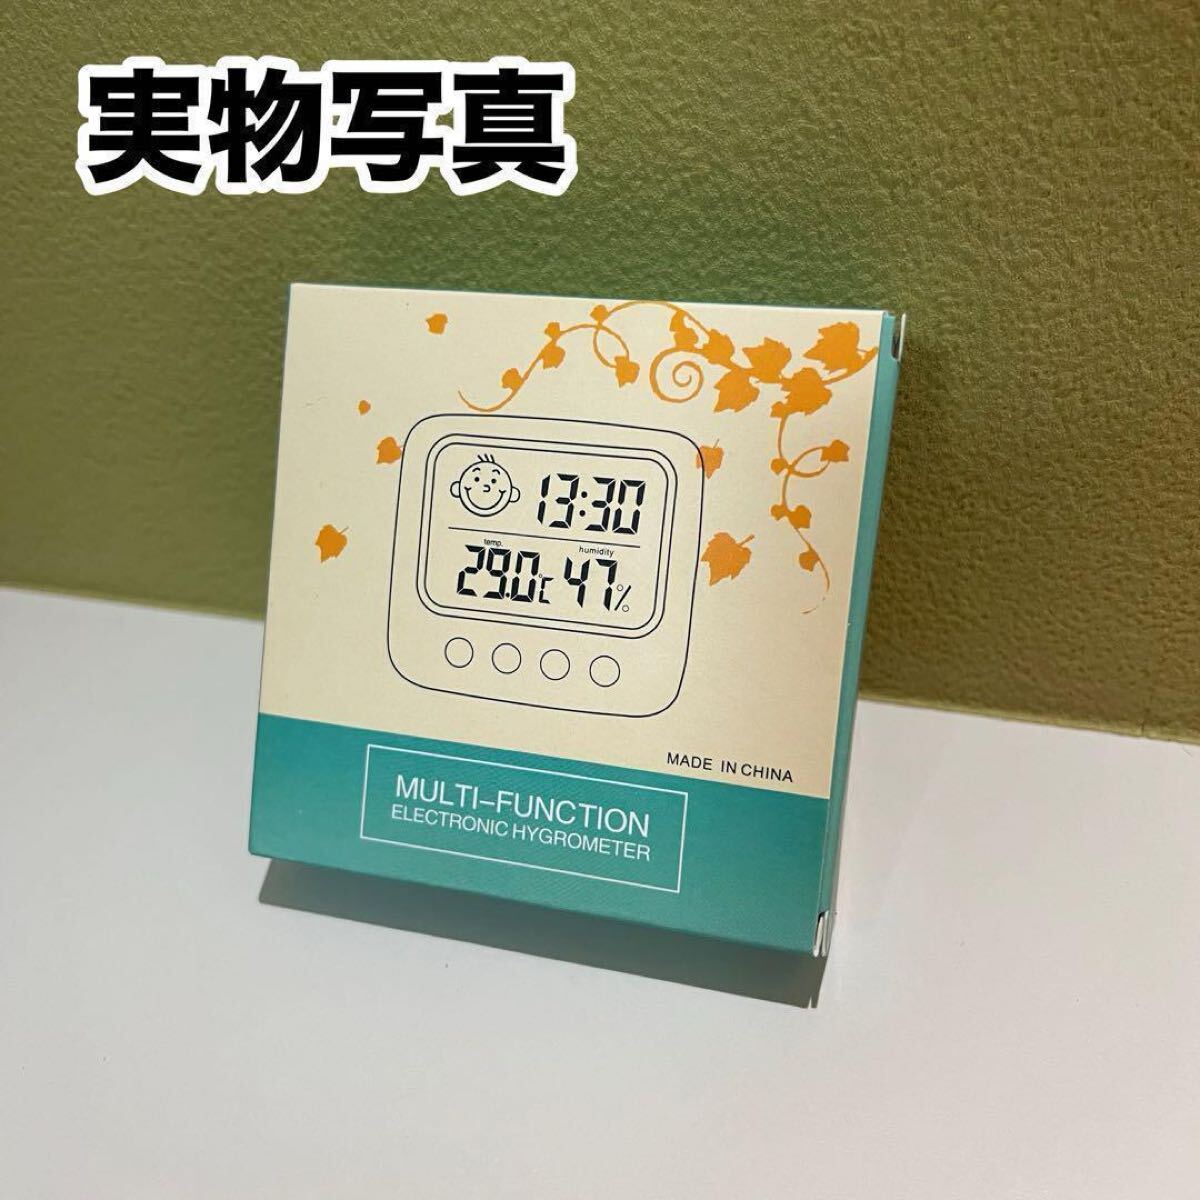 実物写真
13:30
temp. humidity
29.0℃ 47%
MADE IN CHINA
MULTI-FUNCTION
ELECTRONIC HYGROMETER